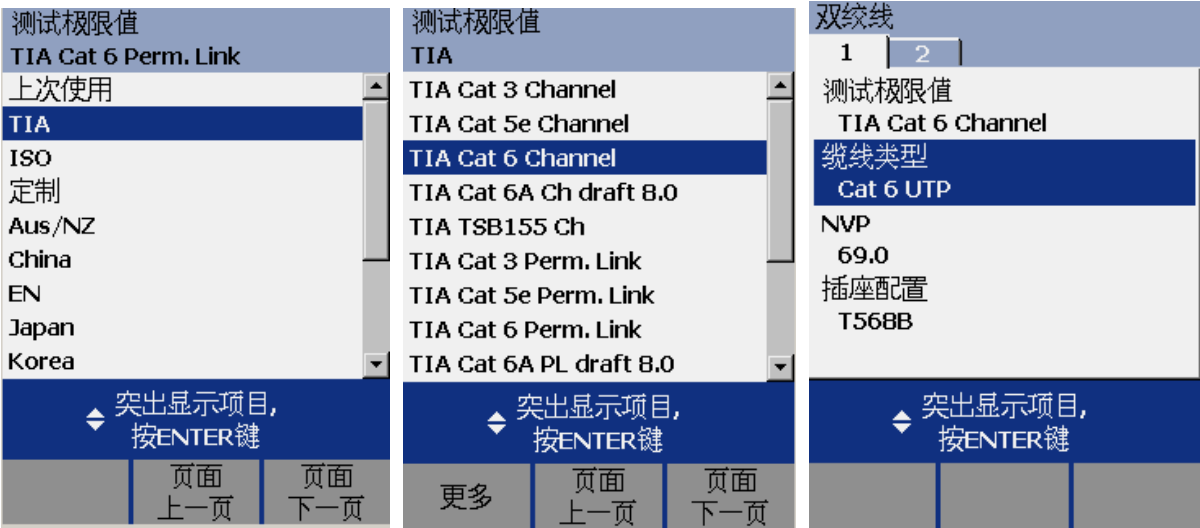 测试极限值
TIA Cat 6 Perm. Link
上次使用
TIA
ISO
定制
Aus/NZ
China
EN
Japan
Korea
突出显示项目,
按ENTER键
页面
上一页
页面
下一页
测试极限值
TIA
TIA Cat 3 Channel
TIA Cat 5e Channel
TIA Cat 6 Channel
TIA Cat 6A Ch draft 8.0
TIA TSB155 Ch
TIA Cat 3 Perm. Link
TIA Cat 5e Perm. Link
TIA Cat 6 Perm. Link
TIA Cat 6A PL draft 8.0
突出显示项目,
按ENTER键
更多
页面
上一页
页面
下一页
双绞线
1 2
测试极限值
TIA Cat 6 Channel
缆线类型
Cat 6 UTP
NVP
69.0
插座配置
T568B
突出显示项目,
按ENTER键